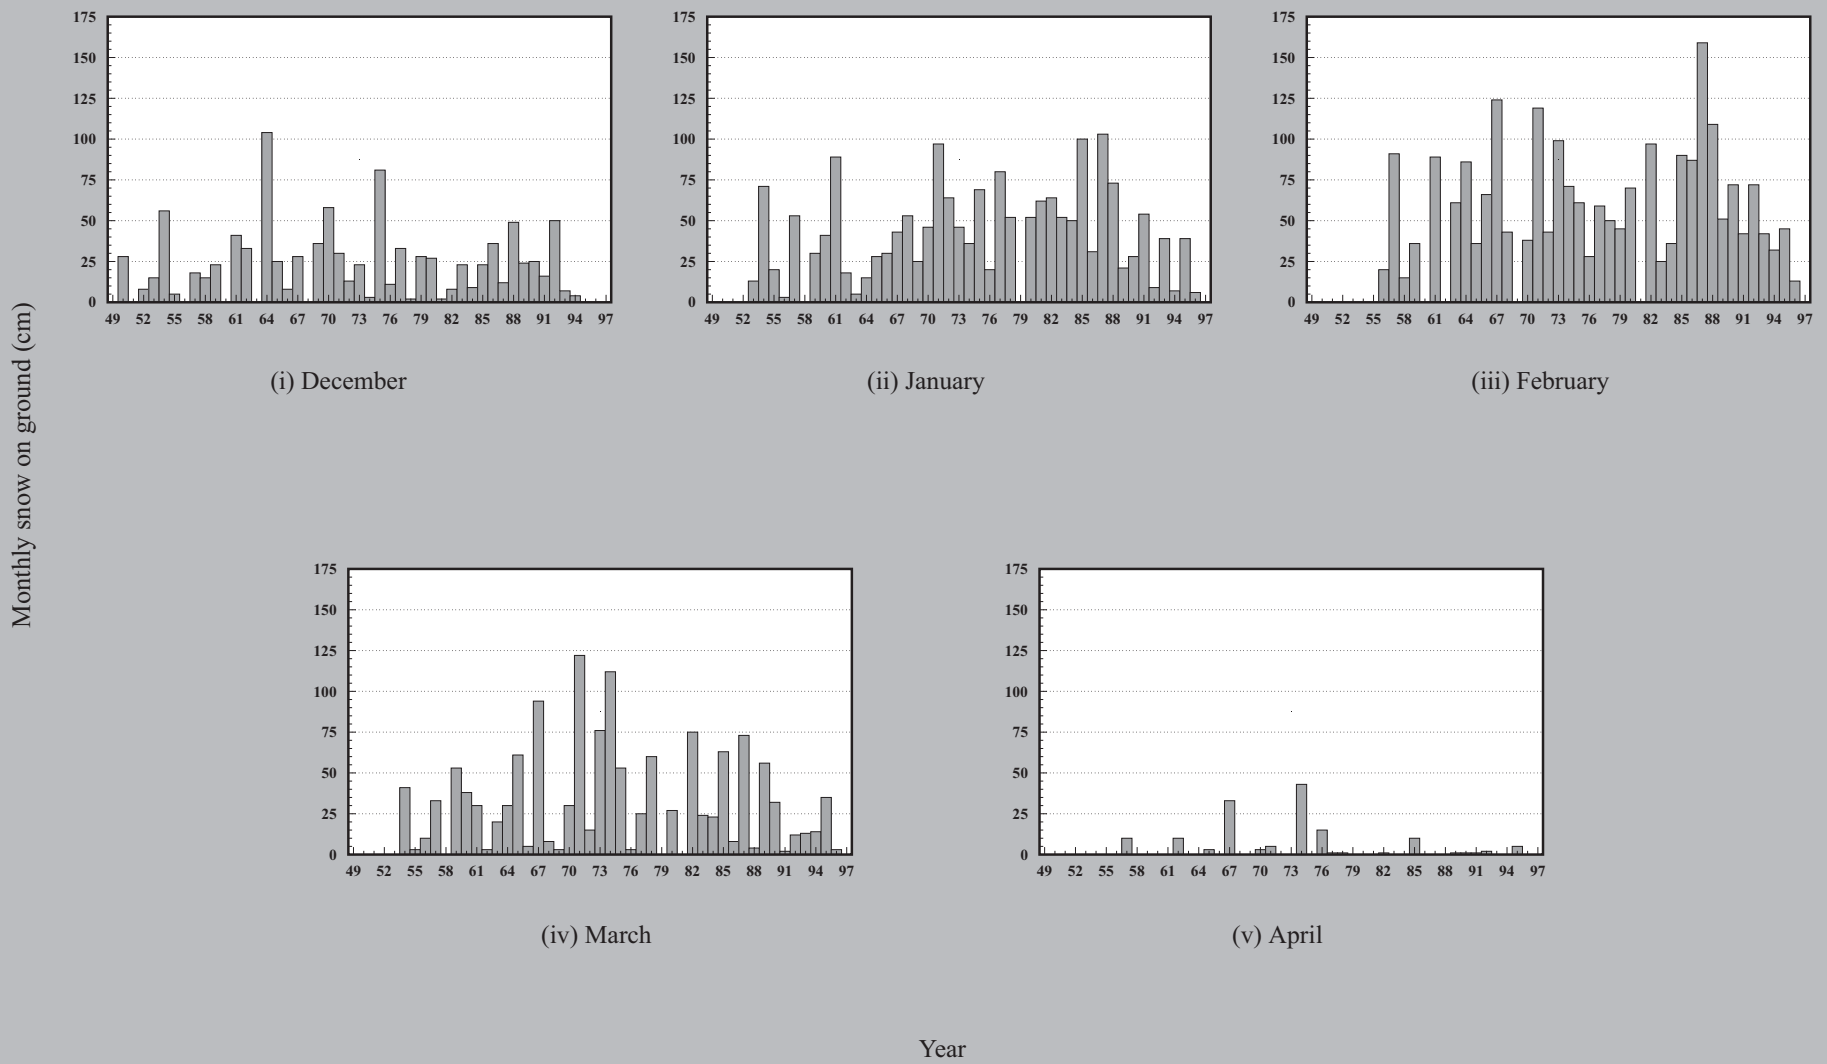 175 175 175
150 150 150
125 125 125
100 100 100
75 75 75
50 50 50
25 25 25
0 0 0
49 52 55 58 61 64 67 70 73 76 79 82 85 88 91 94 97 49 52 55 58 61 64 67 70 73 76 79 82 85 88 91 94 97 49 52 55 58 61 64 67 70 73 76 79 82 85 88 91 94 97
(i) December (ii) January (iii) February
Monthly snow on ground (cm)
175 175
150 150
125 125
100 100
75 75
50 50
25 25
0 0
49 52 55 58 61 64 67 70 73 76 79 82 85 88 91 94 97 49 52 55 58 61 64 67 70 73 76 79 82 85 88 91 94 97
(iv) March (v) April
Year